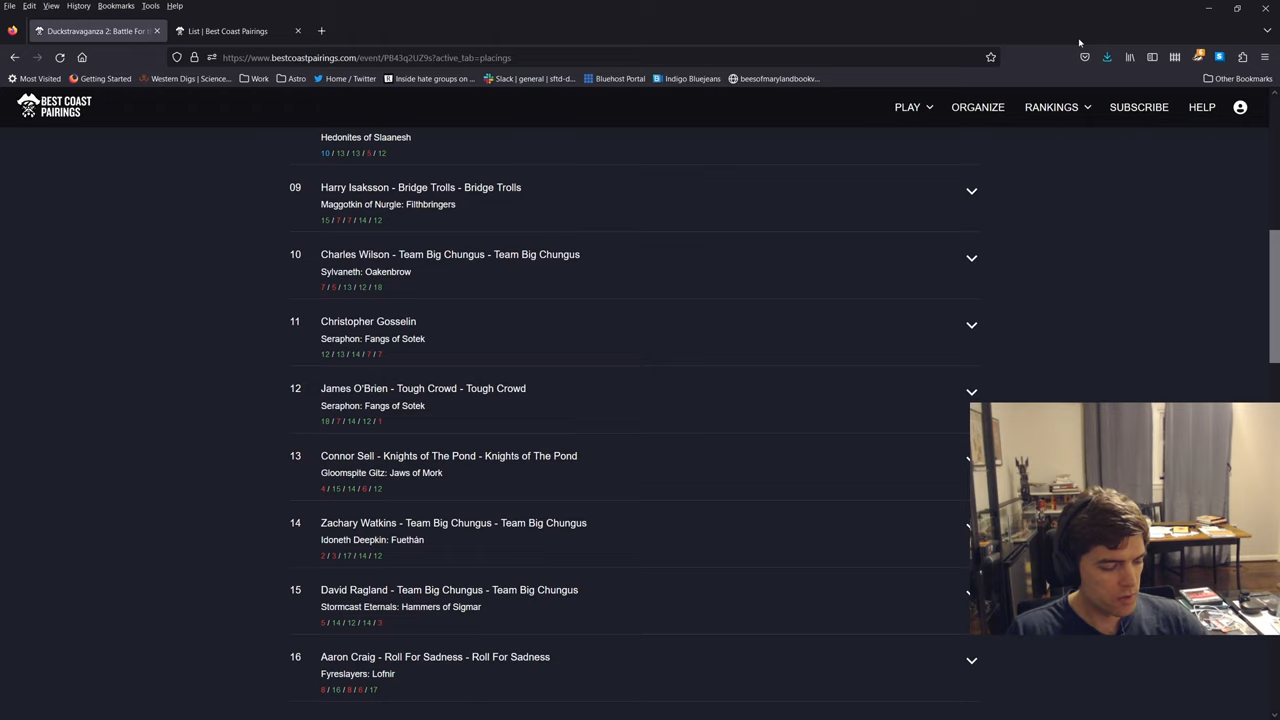 File Edit View History Bookmarks Tools Help
Duckstravaganza 2: Battle For th
List | Best Coast Pairings
https://www.bestcoastpairings.com/event/PB43q2UZ9s?active_tab=placings
Most Visited Getting Started Western Digs | Science... Work Astro Home / Twitter Inside hate groups on ... Slack | general | sftd-d... Bluehost Portal Indigo Bluejeans beesofmarylandbookw... Other Bookmarks
BEST COAST
PAIRINGS
PLAY ORGANIZE RANKINGS SUBSCRIBE HELP
Hedonites of Slaanesh
10 / 13 / 13 / 5 / 12
09 Harry Isaksson - Bridge Trolls - Bridge Trolls
Maggotkin of Nurgle: Filthbringers
15 / 7 / 7 / 14 / 12
10 Charles Wilson - Team Big Chungus - Team Big Chungus
Sylvaneth: Oakenbrow
7 / 5 / 13 / 12 / 18
11 Christopher Gosselin
Seraphon: Fangs of Sotek
12 / 13 / 14 / 7 / 7
12 James O'Brien - Tough Crowd - Tough Crowd
Seraphon: Fangs of Sotek
18 / 7 / 14 / 12 / 1
13 Connor Sell - Knights of The Pond - Knights of The Pond
Gloomspite Gitz: Jaws of Mork
4 / 15 / 14 / 6 / 12
14 Zachary Watkins - Team Big Chungus - Team Big Chungus
Idoneth Deepkin: Fuethán
2 / 3 / 17 / 14 / 12
15 David Ragland - Team Big Chungus - Team Big Chungus
Stormcast Eternals: Hammers of Sigmar
5 / 14 / 12 / 14 / 3
16 Aaron Craig - Roll For Sadness - Roll For Sadness
Fyreslayers: Lofnir
8 / 16 / 8 / 6 / 17